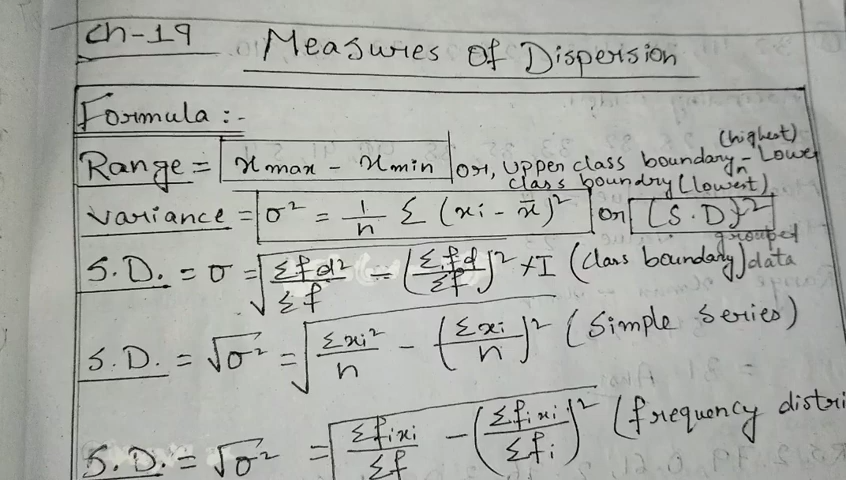 Ch-19 Measures Of Dispersion
Formula :-
Range = x max - x min or, Upper class boundary (highest) - Lower class boundry (lowest)
Variance = σ² = 1/n Σ (xi - x̄)² or (S.D)²
S.D. = σ = √(Σfd²/Σf - (Σfd/Σf)²) × I (Class boundary) grouped data
S.D. = √σ² = √(Σxi²/n - (Σxi/n)²) (Simple Series)
S.D. = √σ² = √(Σfixi/Σf - (Σfixi/Σfi)²) (frequency distri